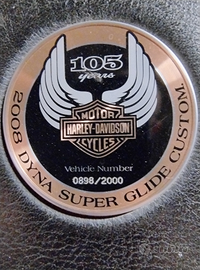 105
years
MOTOR
HARLEY-DAVIDSON
CYCLES
Vehicle Number
0898/2000
2008 DYNA SUPER GLIDE CUSTOM